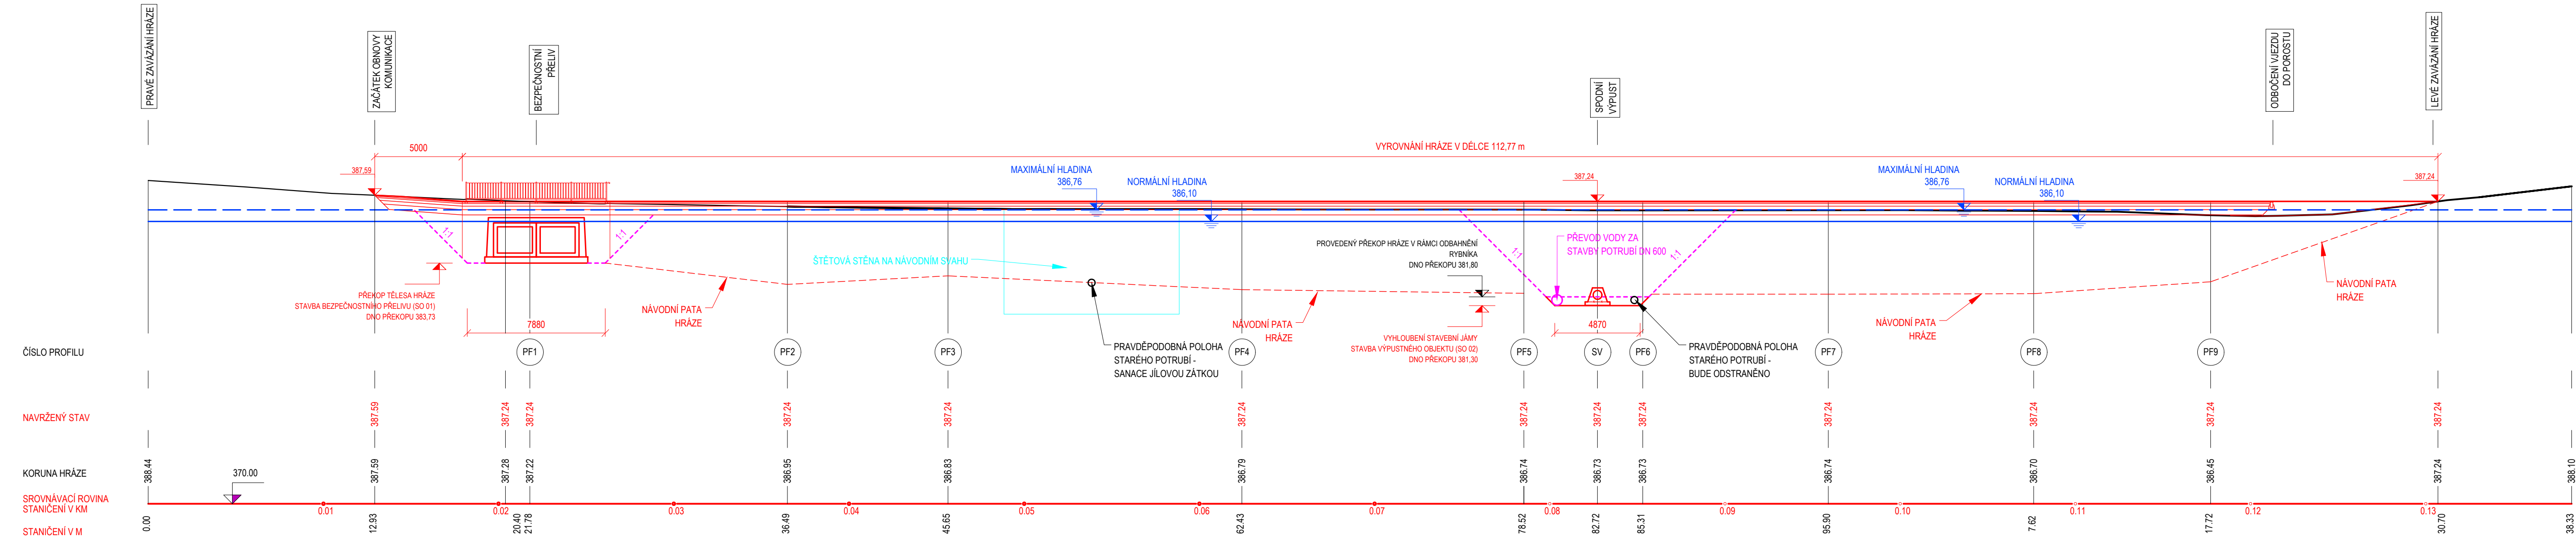 PRAVÉ ZAVÁZÁNÍ HRÁZE
ZAČÁTEK OBNOVY
KOMUNIKACE
BEZPEČNOSTNÍ
PŘELIV
SPODNÍ
VÝPUST
ODBOČENÍ VJEZDU
DO POROSTU
LEVÉ ZAVÁZÁNÍ HRÁZE
5000
VYROVNÁNÍ HRÁZE V DÉLCE 112,77 m
387,59
MAXIMÁLNÍ HLADINA
386,76
NORMÁLNÍ HLADINA
386,10
387,24
MAXIMÁLNÍ HLADINA
386,76
NORMÁLNÍ HLADINA
386,10
387,24
1:1
1:1
1:1
1:1
PŘEVOD VODY ZA
STAVBY POTRUBÍ DN 600
PROVEDENÝ PŘEKOP HRÁZE V RÁMCI ODBAHNĚNÍ
RYBNÍKA
DNO PŘEKOPU 381,80
ŠTĚTOVÁ STĚNA NA NÁVODNÍM SVAHU
PŘEKOP TĚLESA HRÁZE
STAVBA BEZPEČNOSTNÍHO PŘELIVU (SO 01)
DNO PŘEKOPU 383,73
7880
NÁVODNÍ PATA
HRÁZE
NÁVODNÍ PATA
HRÁZE
4870
NÁVODNÍ PATA
HRÁZE
NÁVODNÍ PATA
HRÁZE
VYHLOUBENÍ STAVEBNÍ JÁMY
STAVBA VÝPUSTNÉHO OBJEKTU (SO 02)
DNO PŘEKOPU 381,30
PRAVDĚPODOBNÁ POLOHA
STARÉHO POTRUBÍ -
SANACE JÍLOVOU ZÁTKOU
PRAVDĚPODOBNÁ POLOHA
STARÉHO POTRUBÍ -
BUDE ODSTRANĚNO
ČÍSLO PROFILU
PF1
PF2
PF3
PF4
PF5
SV
PF6
PF7
PF8
PF9
NAVRŽENÝ STAV
387.59
387.24
387.24
387.24
387.24
387.24
387.24
387.24
387.24
387.24
387.24
387.24
387.24
KORUNA HRÁZE
388.44
370.00
387.59
387.28
387.22
386.95
386.83
386.79
386.74
386.73
386.73
386.74
386.70
386.45
387.24
388.10
SROVNÁVACÍ ROVINA
STANIČENÍ V KM
0.01
0.02
0.03
0.04
0.05
0.06
0.07
0.08
0.09
0.10
0.11
0.12
0.13
STANIČENÍ V M
0.00
12.93
20.40
21.78
36.49
45.65
62.43
78.52
82.72
85.31
95.90
7.62
17.72
30.70
38.33